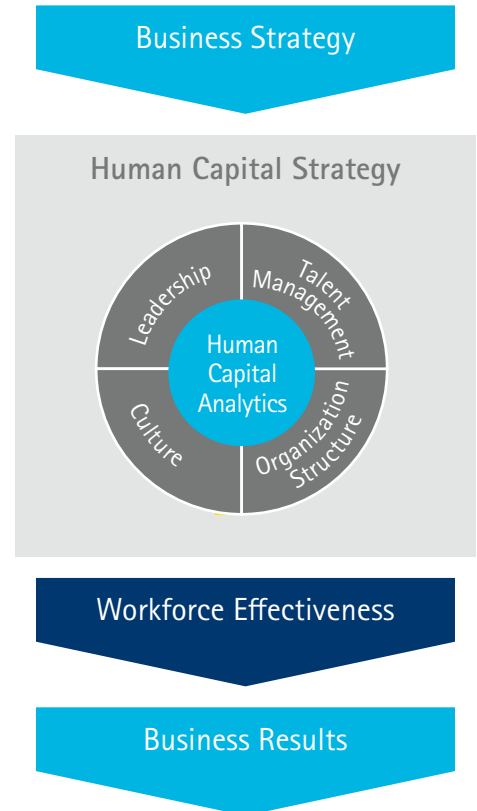 Business Strategy
Human Capital Strategy
Leadership
Talent
Management
Human
Capital
Analytics
Culture
Organization
Structure
Workforce Effectiveness
Business Results